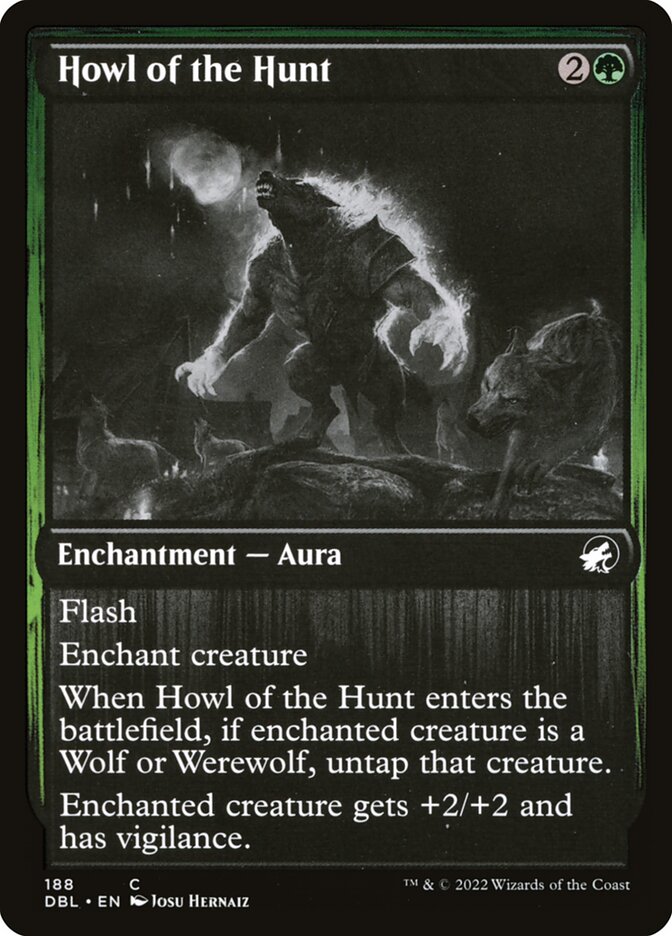 Howl of the Hunt 2
Enchantment — Aura
Flash
Enchant creature
When Howl of the Hunt enters the
battlefield, if enchanted creature is a
Wolf or Werewolf, untap that creature.
Enchanted creature gets +2/+2 and
has vigilance.
188 C ™ & © 2022 Wizards of the Coast
DBL • EN Josu Hernaiz